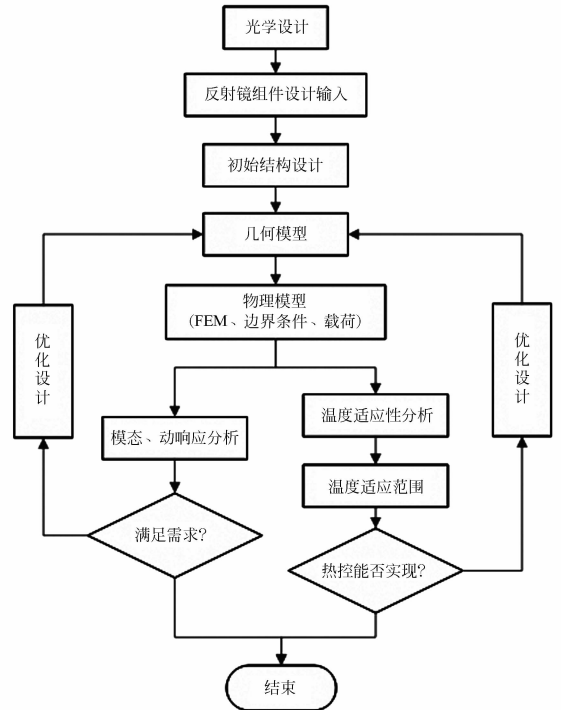 光学设计
反射镜组件设计输入
初始结构设计
几何模型
物理模型
(FEM、边界条件、载荷)
优化设计
优化设计
模态、动响应分析
温度适应性分析
温度适应范围
满足需求?
热控能否实现?
结束